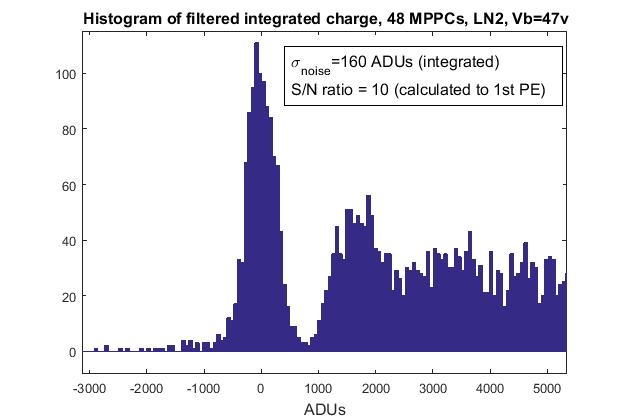 Histogram of filtered integrated charge, 48 MPPCs, LN2, Vb=47v
σnoise=160 ADUs (integrated)
S/N ratio = 10 (calculated to 1st PE)
100
80
60
40
20
0
-3000 -2000 -1000 0 1000 2000 3000 4000 5000
ADUs